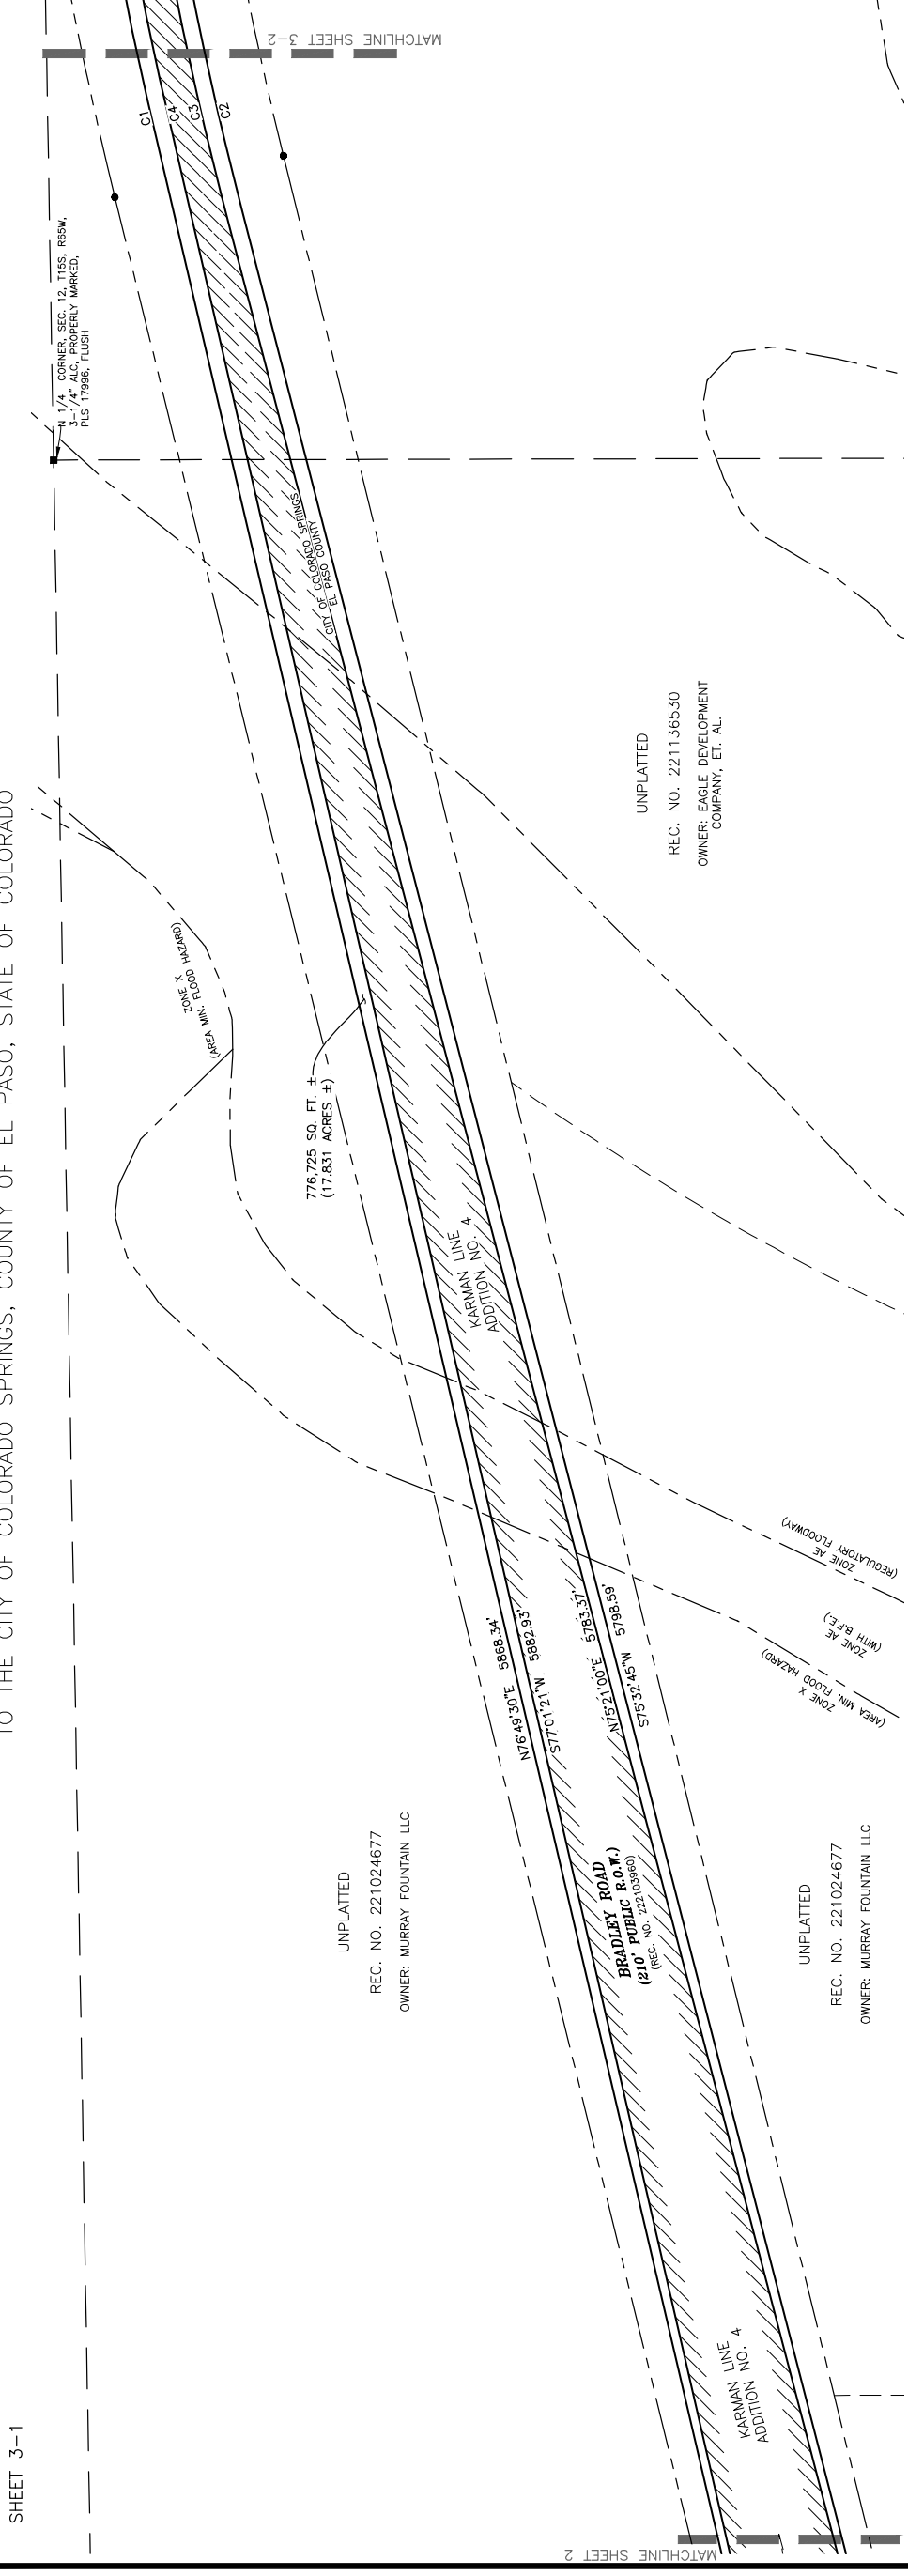 SHEET 3-1
TO THE CITY OF COLORADO SPRINGS, COUNTY OF EL PASO, STATE OF COLORADO
MATCHLINE SHEET 3-2
C1
C4
C3
C2
N 1/4 CORNER, SEC. 12, T15S, R65W,
3-1/4" ALC, PROPERLY MARKED,
PLS 17996, FLUSH
CITY OF COLORADO SPRINGS
EL PASO COUNTY
UNPLATTED
REC. NO. 221136530
OWNER: EAGLE DEVELOPMENT
COMPANY, ET. AL.
ZONE X
(AREA MIN. FLOOD HAZARD)
776,725 SQ. FT. ±
(17.831 ACRES ±)
KARMAN LINE
ADDITION NO. 4
N76°49'30"E 5868.34'
S77°01'21"W 5882.93'
N75°21'00"E 5783.37'
S75°32'45"W 5798.59'
ZONE AE
(REGULATORY FLOODWAY)
ZONE AE
(WITH B.F.E.)
ZONE X
(AREA MIN. FLOOD HAZARD)
UNPLATTED
REC. NO. 221024677
OWNER: MURRAY FOUNTAIN LLC
BRADLEY ROAD
(210' PUBLIC R.O.W.)
(REC. NO. 222103960)
UNPLATTED
REC. NO. 221024677
OWNER: MURRAY FOUNTAIN LLC
KARMAN LINE
ADDITION NO. 4
MATCHLINE SHEET 2